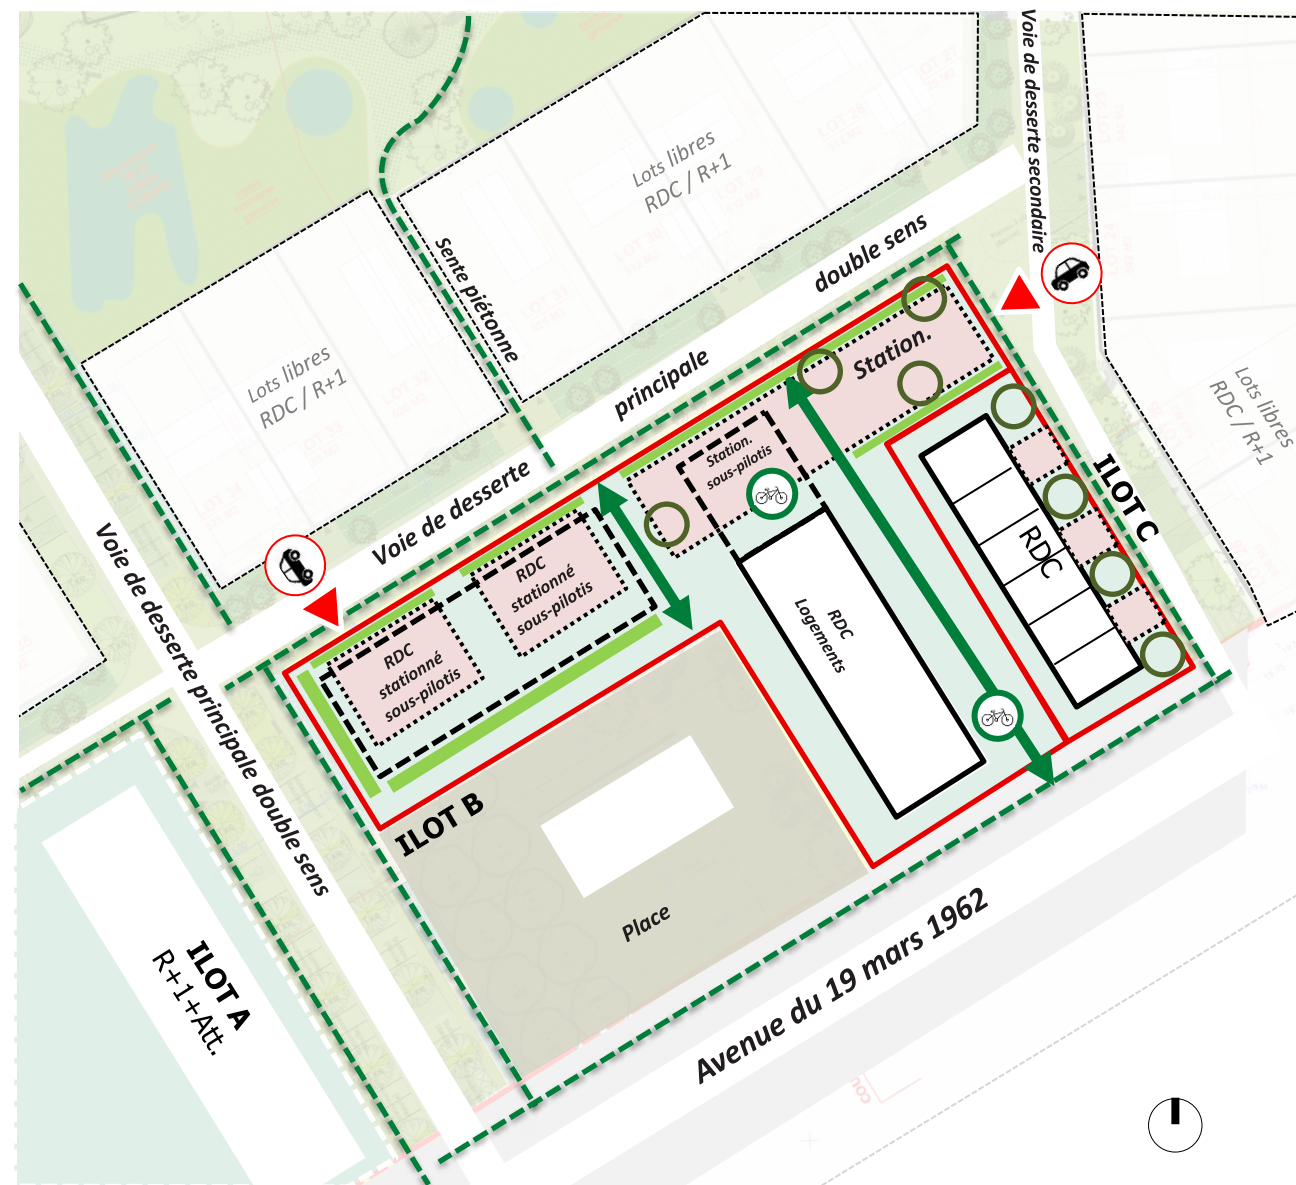 Voie de desserte secondaire
Lots libres
RDC / R+1
double sens
Sente piétonne
Station.
principale
Lots libres
RDC / R+1
Lots libres
RDC / R+1
Station.
sous-pilotis
Voie de desserte
ILOT C
RDC
RDC
stationné
sous-pilotis
RDC
stationné
sous-pilotis
RDC
Logements
Voie de desserte principale double sens
ILOT B
Place
ILOT A
R+1+Att.
Avenue du 19 mars 1962